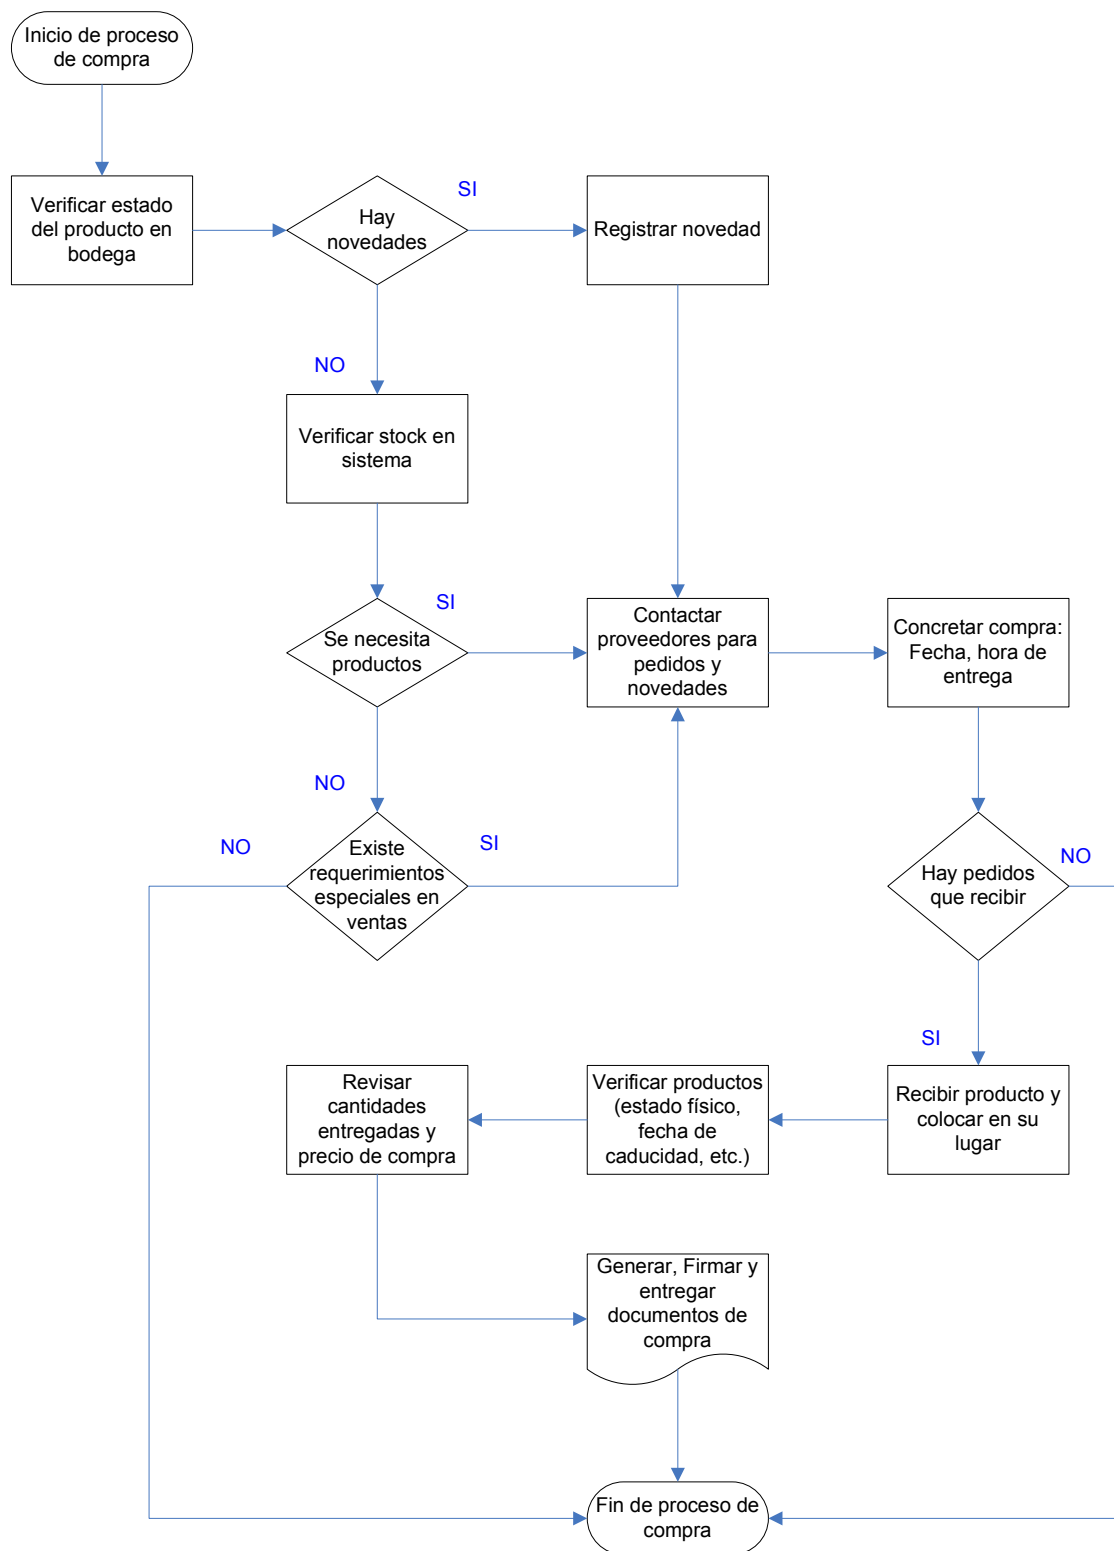 Inicio de proceso
de compra
Verificar estado
del producto en
bodega
Hay
novedades
SI
Registrar novedad
NO
Verificar stock en
sistema
Se necesita
productos
SI
Contactar
proveedores para
pedidos y
novedades
Concretar compra:
Fecha, hora de
entrega
NO
NO
Existe
requerimientos
especiales en
ventas
SI
Hay pedidos
que recibir
NO
SI
Revisar
cantidades
entregadas y
precio de compra
Verificar productos
(estado físico,
fecha de
caducidad, etc.)
Recibir producto y
colocar en su
lugar
Generar, Firmar y
entregar
documentos de
compra
Fin de proceso de
compra